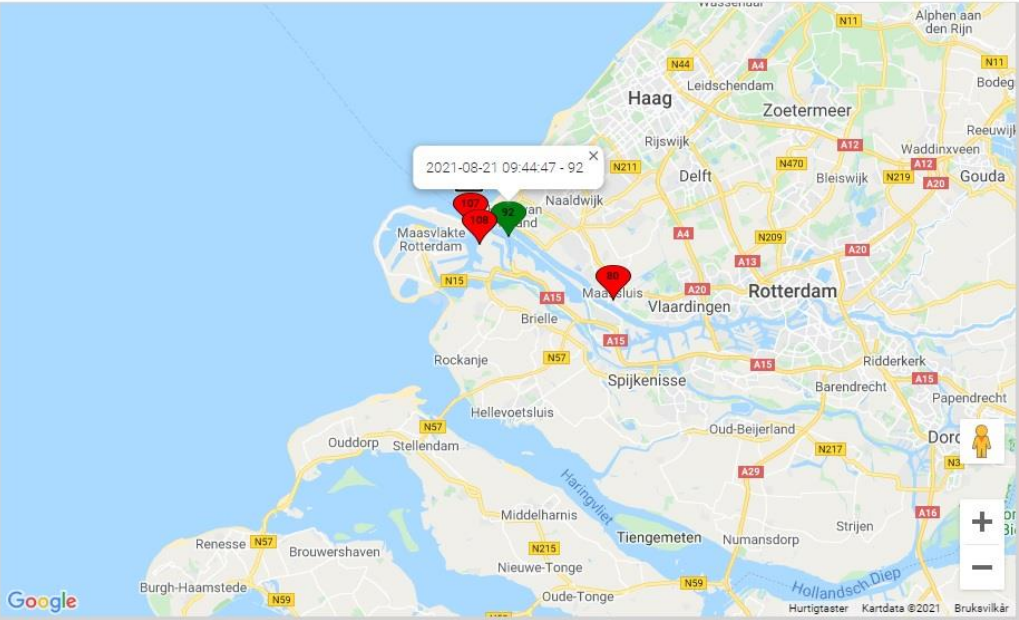 Wassenaar
Alphen aan
den Rijn
N11
N44
A4
N11
Leidschendam
Bodeg
Haag
Zoetermeer
Reeuwijk
Rijswijk
A12
Waddinxveen
2021-08-21 09:44:47 - 92
×
N211
N470
A12
Delft
Bleiswijk
N219
A20
Gouda
107
Naaldwijk
92
van
108
land
Maasvlakte
Rotterdam
A4
N209
A20
A13
80
N15
Maassluis
A20
Rotterdam
A15
Vlaardingen
Brielle
A15
Rockanje
N57
A15
Ridderkerk
A15
Spijkenisse
Barendrecht
Papendrecht
Hellevoetsluis
N57
Oud-Beijerland
Ouddorp
Stellendam
N217
Dorc
N3
A29
Haringvliet
Middelharnis
A16
Strijen
Tiengemeten
Numansdorp
Renesse
N57
Brouwershaven
N215
Nieuwe-Tonge
Burgh-Haamstede
N59
Hollandsch Diep
N59
Oude-Tonge
+
−
Google
Hurtigtaster
Kartdata ©2021
Bruksvilkår